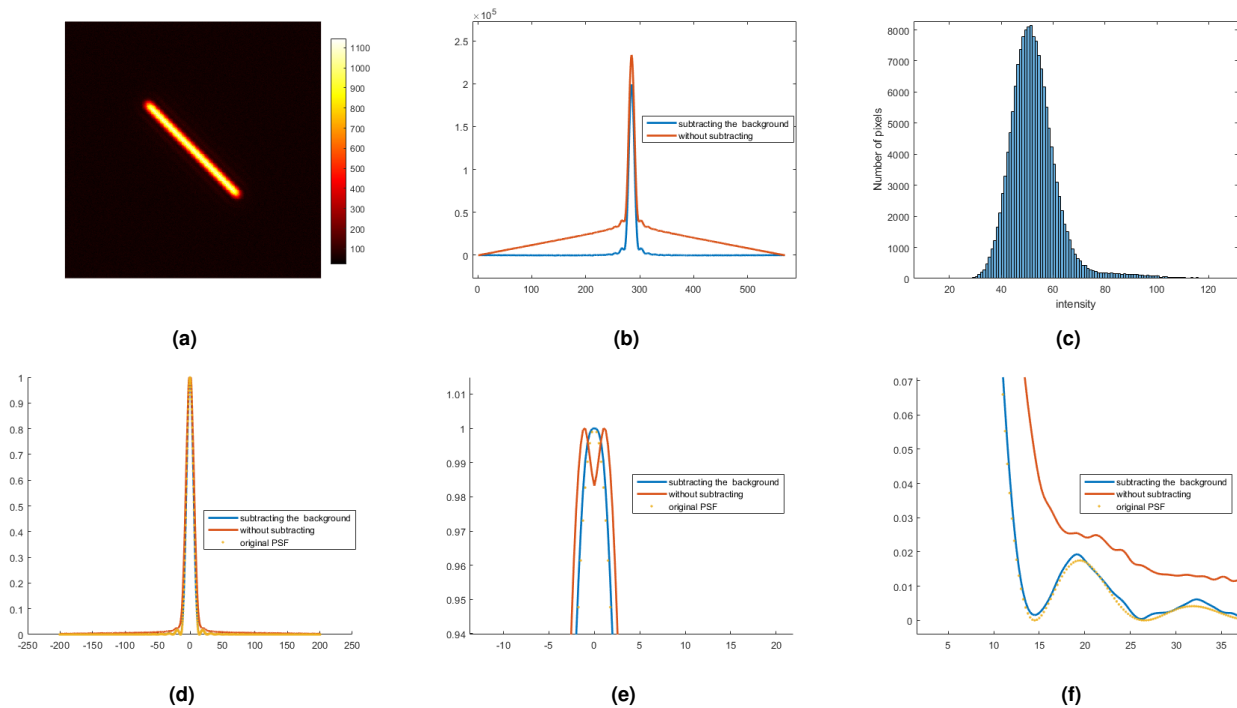 1100
1000
900
800
700
600
500
400
300
200
100
(a)
×10⁵
2.5
2
1.5
1
0.5
0
0 100 200 300 400 500
subtracting the background
without subtracting
(b)
8000
7000
6000
5000
4000
3000
2000
1000
0
Number of pixels
20 40 60 80 100 120
intensity
(c)
1
0.9
0.8
0.7
0.6
0.5
0.4
0.3
0.2
0.1
0
-250 -200 -150 -100 -50 0 50 100 150 200 250
subtracting the background
without subtracting
original PSF
(d)
1.01
1
0.99
0.98
0.97
0.96
0.95
0.94
-10 -5 0 5 10 15 20
subtracting the background
without subtracting
original PSF
(e)
0.07
0.06
0.05
0.04
0.03
0.02
0.01
0
5 10 15 20 25 30 35
subtracting the background
without subtracting
original PSF
(f)